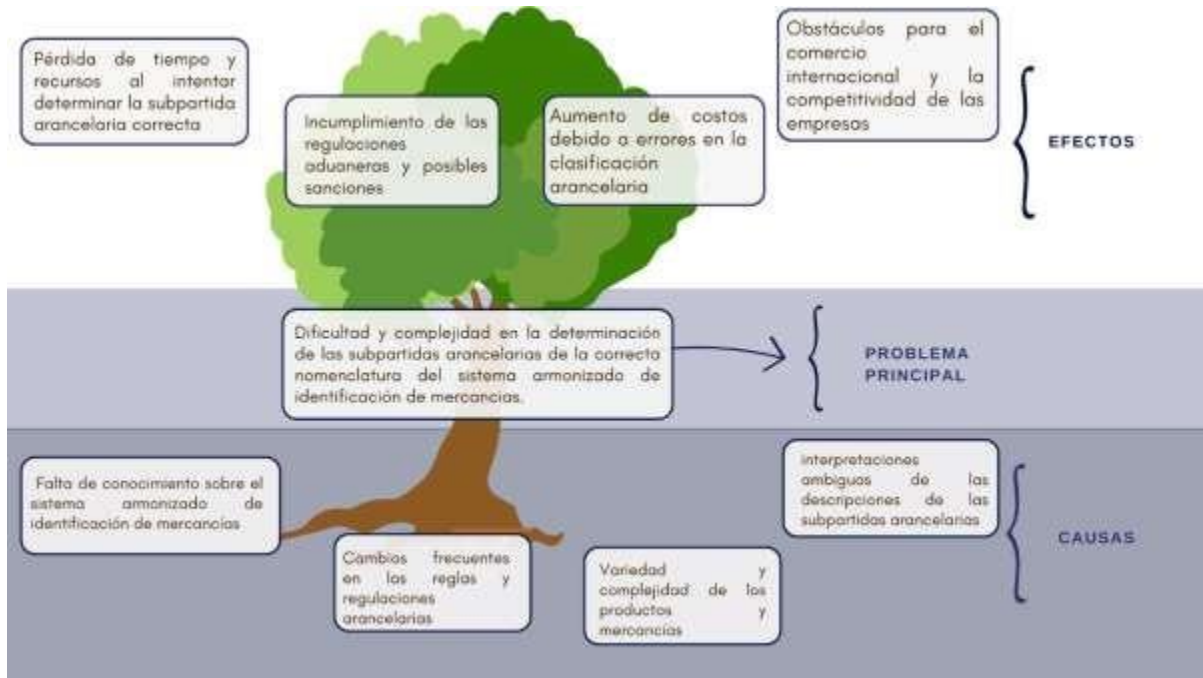 Pérdida de tiempo y
recursos al intentar
determinar la subpartida
arancelaria correcta
Incumplimiento de las
regulaciones
aduaneras y posibles
sanciones
Aumento de costos
debido a errores en la
clasificación
arancelaria
Obstáculos para el
comercio
internacional y la
competitividad de las
empresas
EFECTOS
Dificultad y complejidad en la determinación
de las subpartidas arancelarias de la correcta
nomenclatura del sistema armonizado de
identificación de mercancías.
PROBLEMA
PRINCIPAL
Falta de conocimiento sobre el
sistema armonizado de
identificación de mercancías
Cambios frecuentes
en las reglas y
regulaciones
arancelarias
Variedad y
complejidad de los
productos y
mercancías
interpretaciones
ambiguas de las
descripciones de las
subpartidas arancelarias
CAUSAS